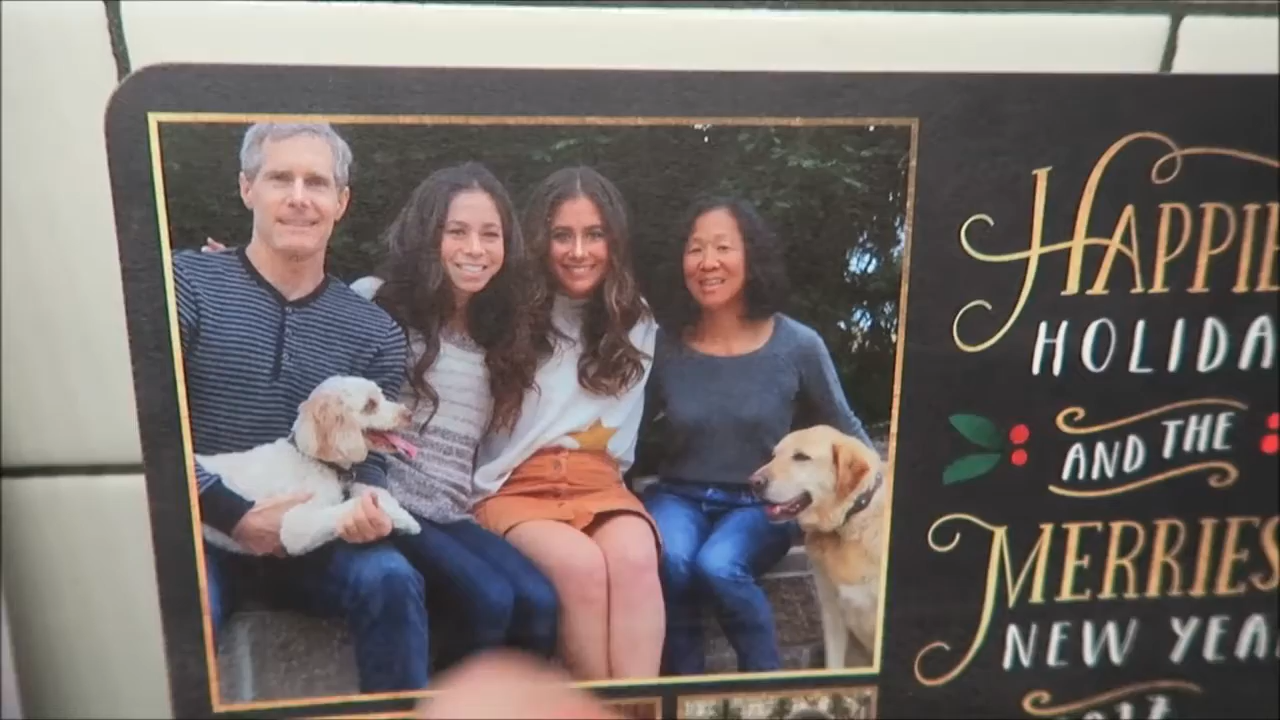 HAPPIE
HOLIDA
AND THE
MERRIES
NEW YEA